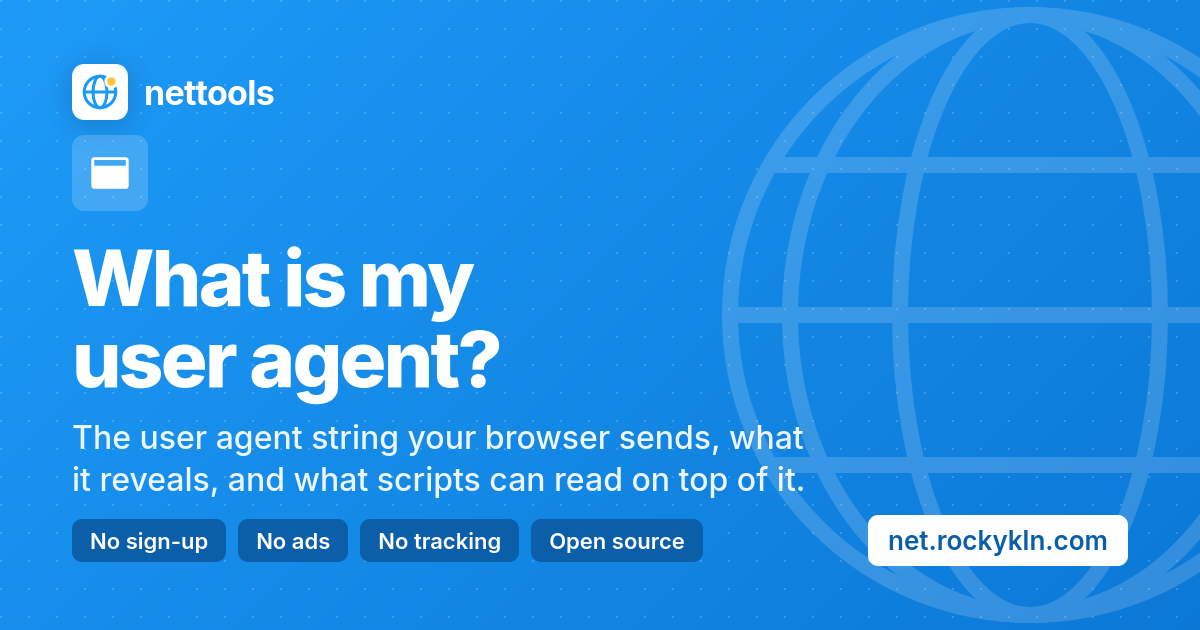 nettools
What is my
user agent?
The user agent string your browser sends, what
it reveals, and what scripts can read on top of it.
No sign-up
No ads
No tracking
Open source
net.rockykln.com